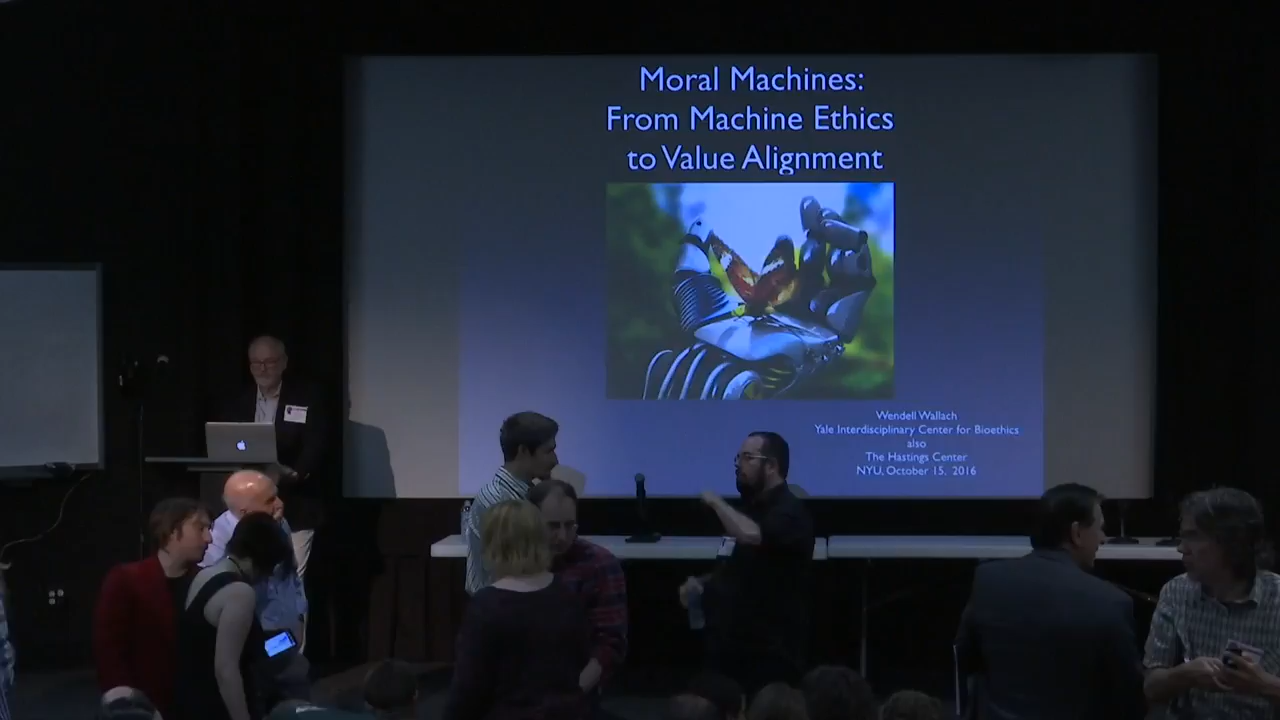 Moral Machines:
From Machine Ethics
to Value Alignment
Wendell Wallach
Yale Interdisciplinary Center for Bioethics
also
The Hastings Center
NYU, October 15, 2016